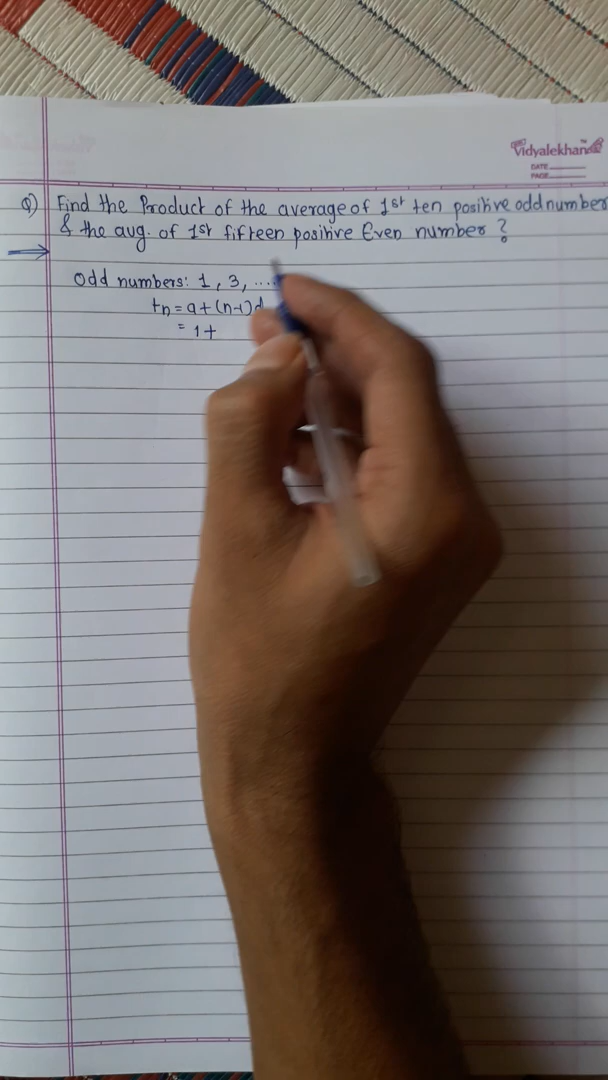 Vidyalekhan
DATE
PAGE
Q) Find the Product of the average of 1st ten positive odd number
& the avg. of 1st fifteen positive Even number ?
Odd numbers: 1, 3, ....
tn = a+(n-1)d
= 1+